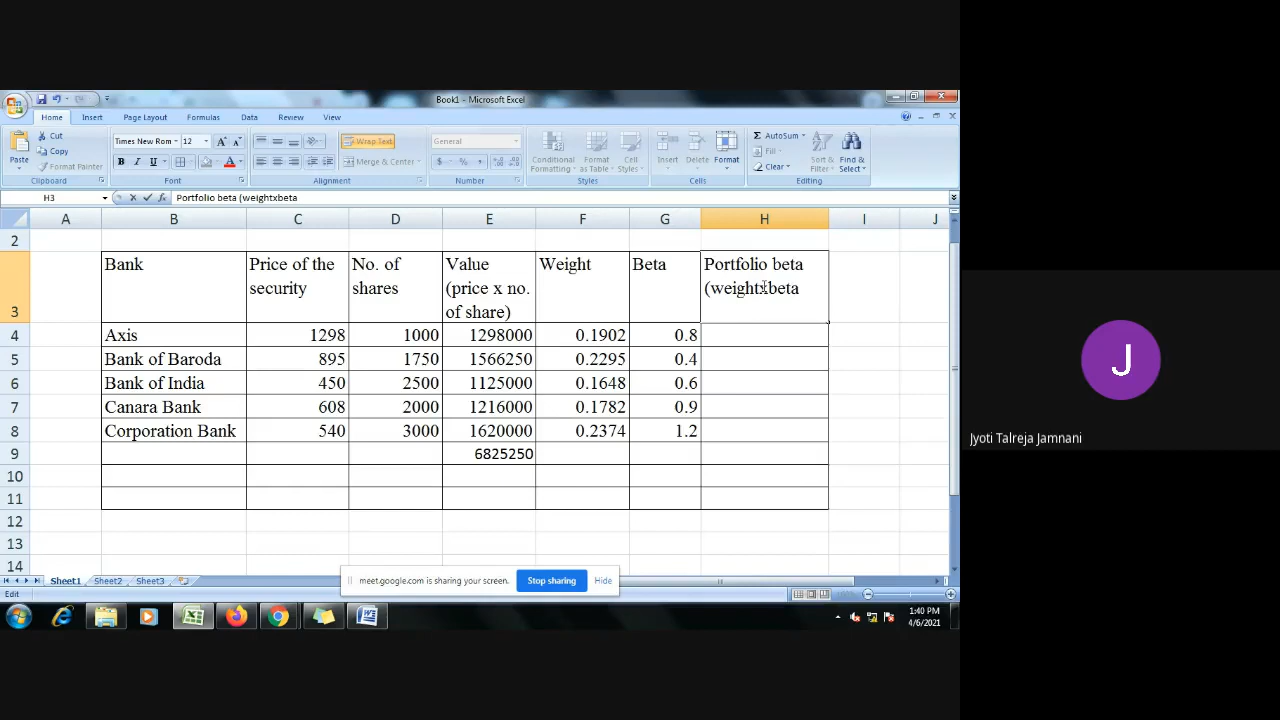 Book1 - Microsoft Excel
Home Insert Page Layout Formulas Data Review View
Paste Cut Copy Format Painter
Times New Rom 12 A A
B I U A
Wrap Text
Merge & Center
General
$ % ,
Conditional Formatting Format as Table Cell Styles
Insert Delete Format
Σ AutoSum Fill Clear
Sort & Filter Find & Select
Clipboard Font Alignment Number Styles Cells Editing
H3 fx Portfolio beta (weightxbeta
A B C D E F G H I J
2
3 Bank Price of the security No. of shares Value (price x no. of share) Weight Beta Portfolio beta (weightxbeta
4 Axis 1298 1000 1298000 0.1902 0.8
5 Bank of Baroda 895 1750 1566250 0.2295 0.4
6 Bank of India 450 2500 1125000 0.1648 0.6
7 Canara Bank 608 2000 1216000 0.1782 0.9
8 Corporation Bank 540 3000 1620000 0.2374 1.2
9 6825250
10
11
12
13
14
Sheet1 Sheet2 Sheet3
meet.google.com is sharing your screen. Stop sharing Hide
Edit
1:40 PM
4/6/2021
J
Jyoti Talreja Jamnani